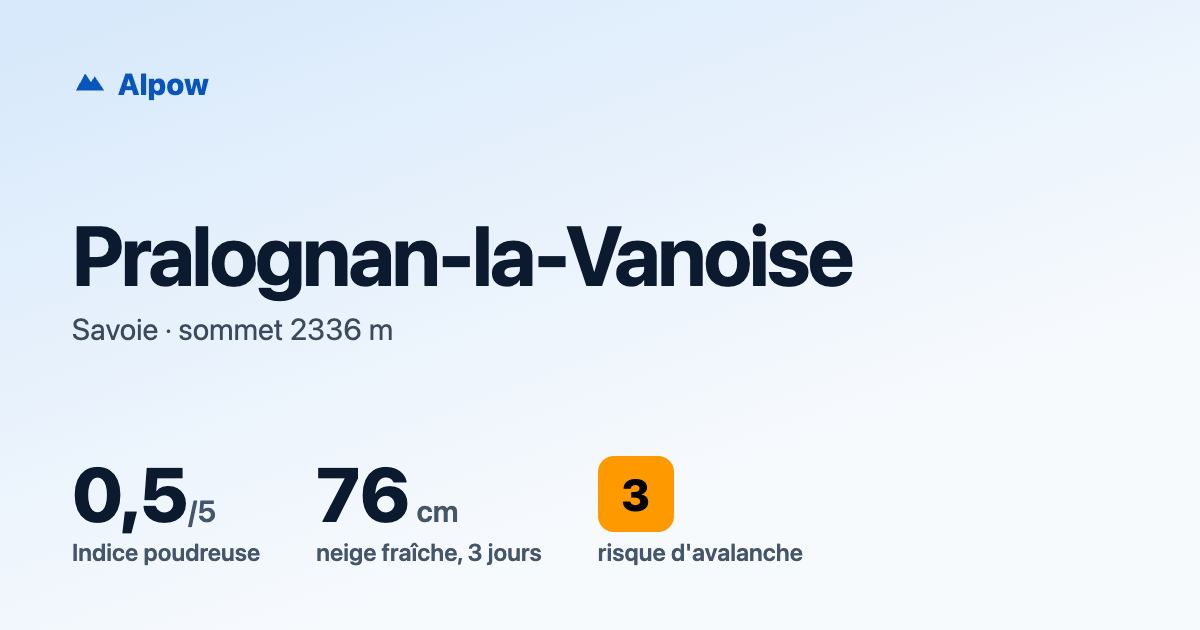 Alpow
Pralognan-la-Vanoise
Savoie · sommet 2336 m
0,5/5
Indice poudreuse
76 cm
neige fraîche, 3 jours
3
risque d'avalanche